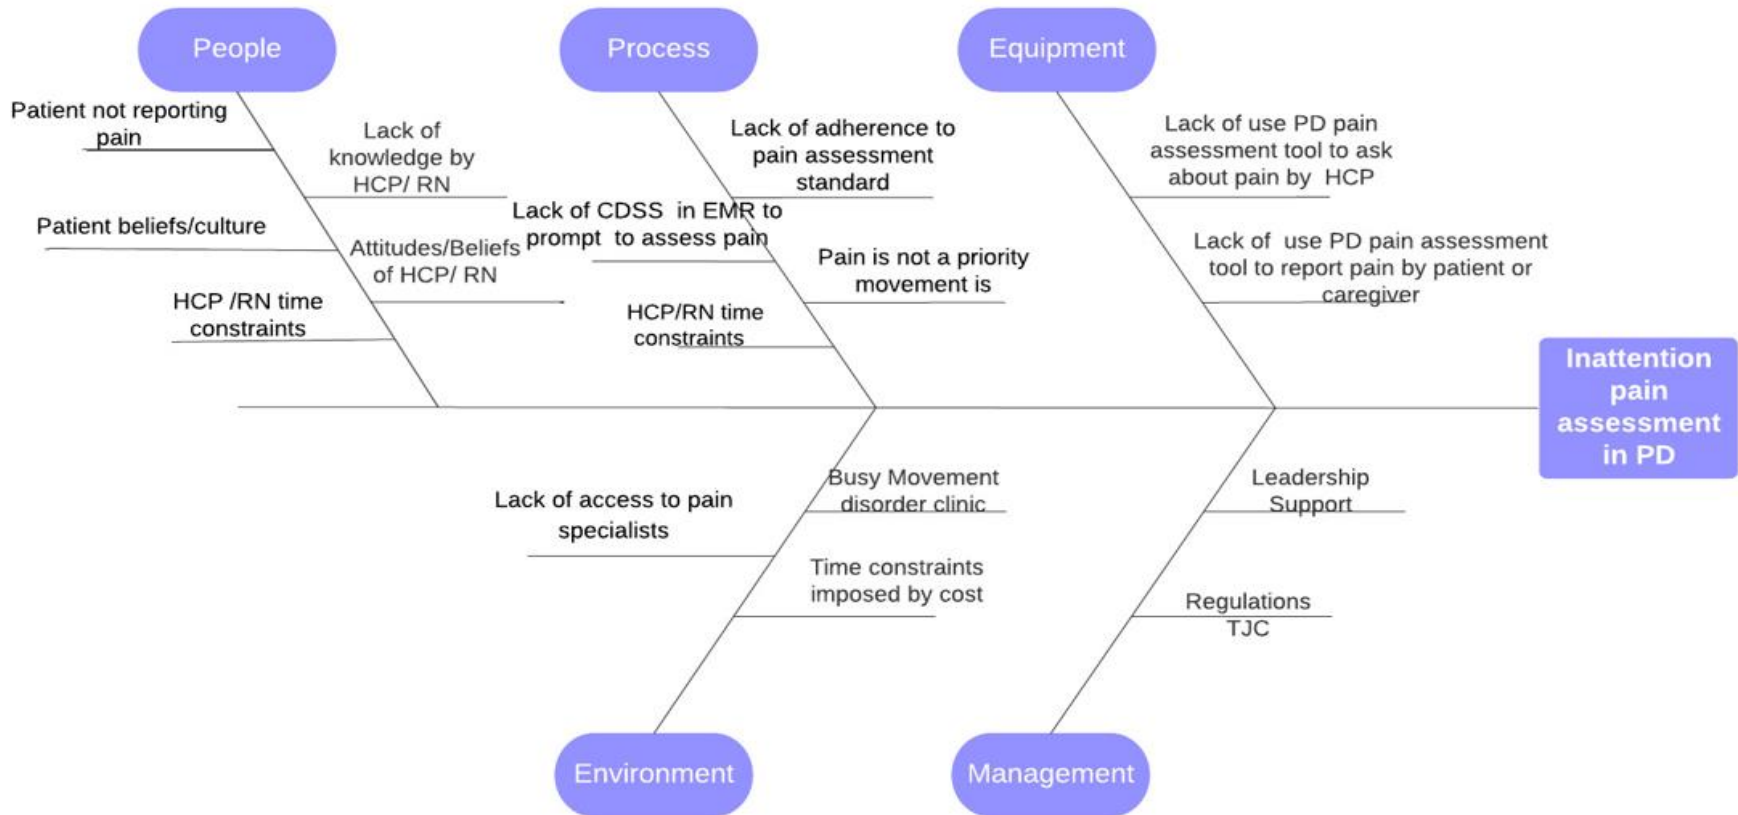 People
Process
Equipment
Patient not reporting
pain
Lack of
knowledge by
HCP/ RN
Patient beliefs/culture
Attitudes/Beliefs
of HCP/ RN
HCP /RN time
constraints
Lack of adherence to
pain assessment
standard
Lack of CDSS in EMR to
prompt to assess pain
Pain is not a priority
movement is
HCP/RN time
constraints
Lack of use PD pain
assessment tool to ask
about pain by HCP
Lack of use PD pain assessment
tool to report pain by patient or
caregiver
Inattention
pain
assessment
in PD
Lack of access to pain
specialists
Busy Movement
disorder clinic
Time constraints
imposed by cost
Leadership
Support
Regulations
TJC
Environment
Management